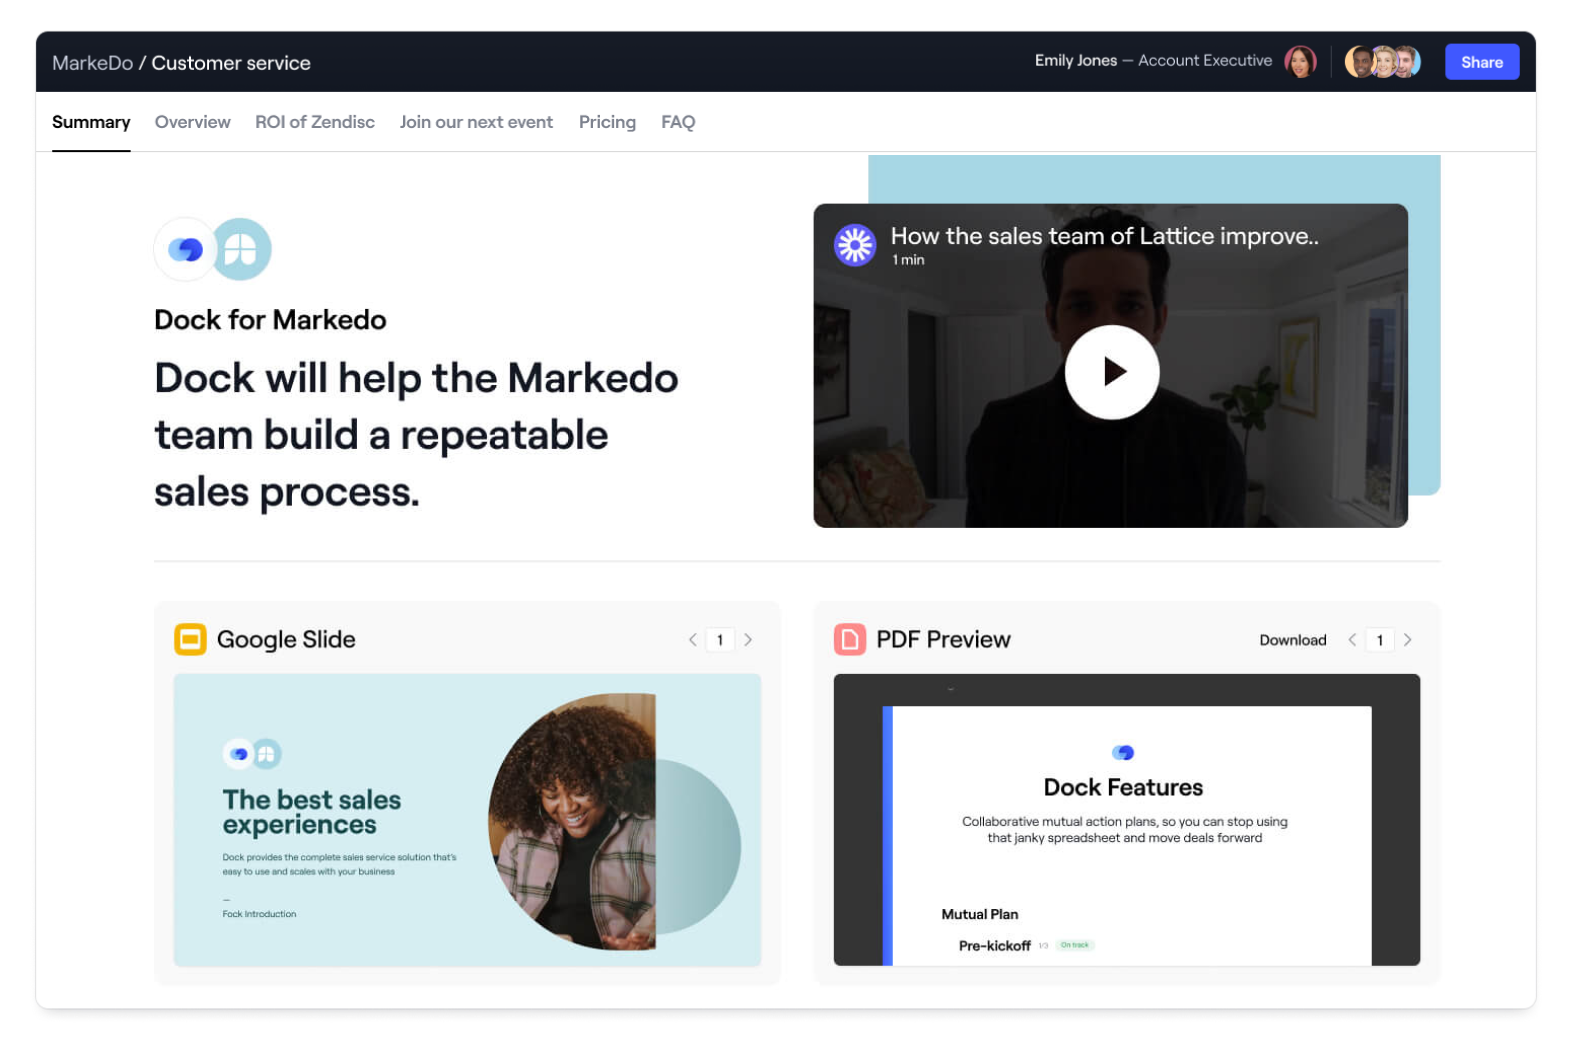 MarkeDo / Customer service
Emily Jones — Account Executive
Share
Summary
Overview
ROI of Zendisc
Join our next event
Pricing
FAQ
Dock for Markedo
Dock will help the Markedo
team build a repeatable
sales process.
How the sales team of Lattice improve..
1 min
Google Slide
1
The best sales
experiences
Dock provides the complete sales service solution that's
easy to use and scales with your business
—
Fock Introduction
PDF Preview
Download
1
Dock Features
Collaborative mutual action plans, so you can stop using
that janky spreadsheet and move deals forward
Mutual Plan
Pre-kickoff 1/3 On track